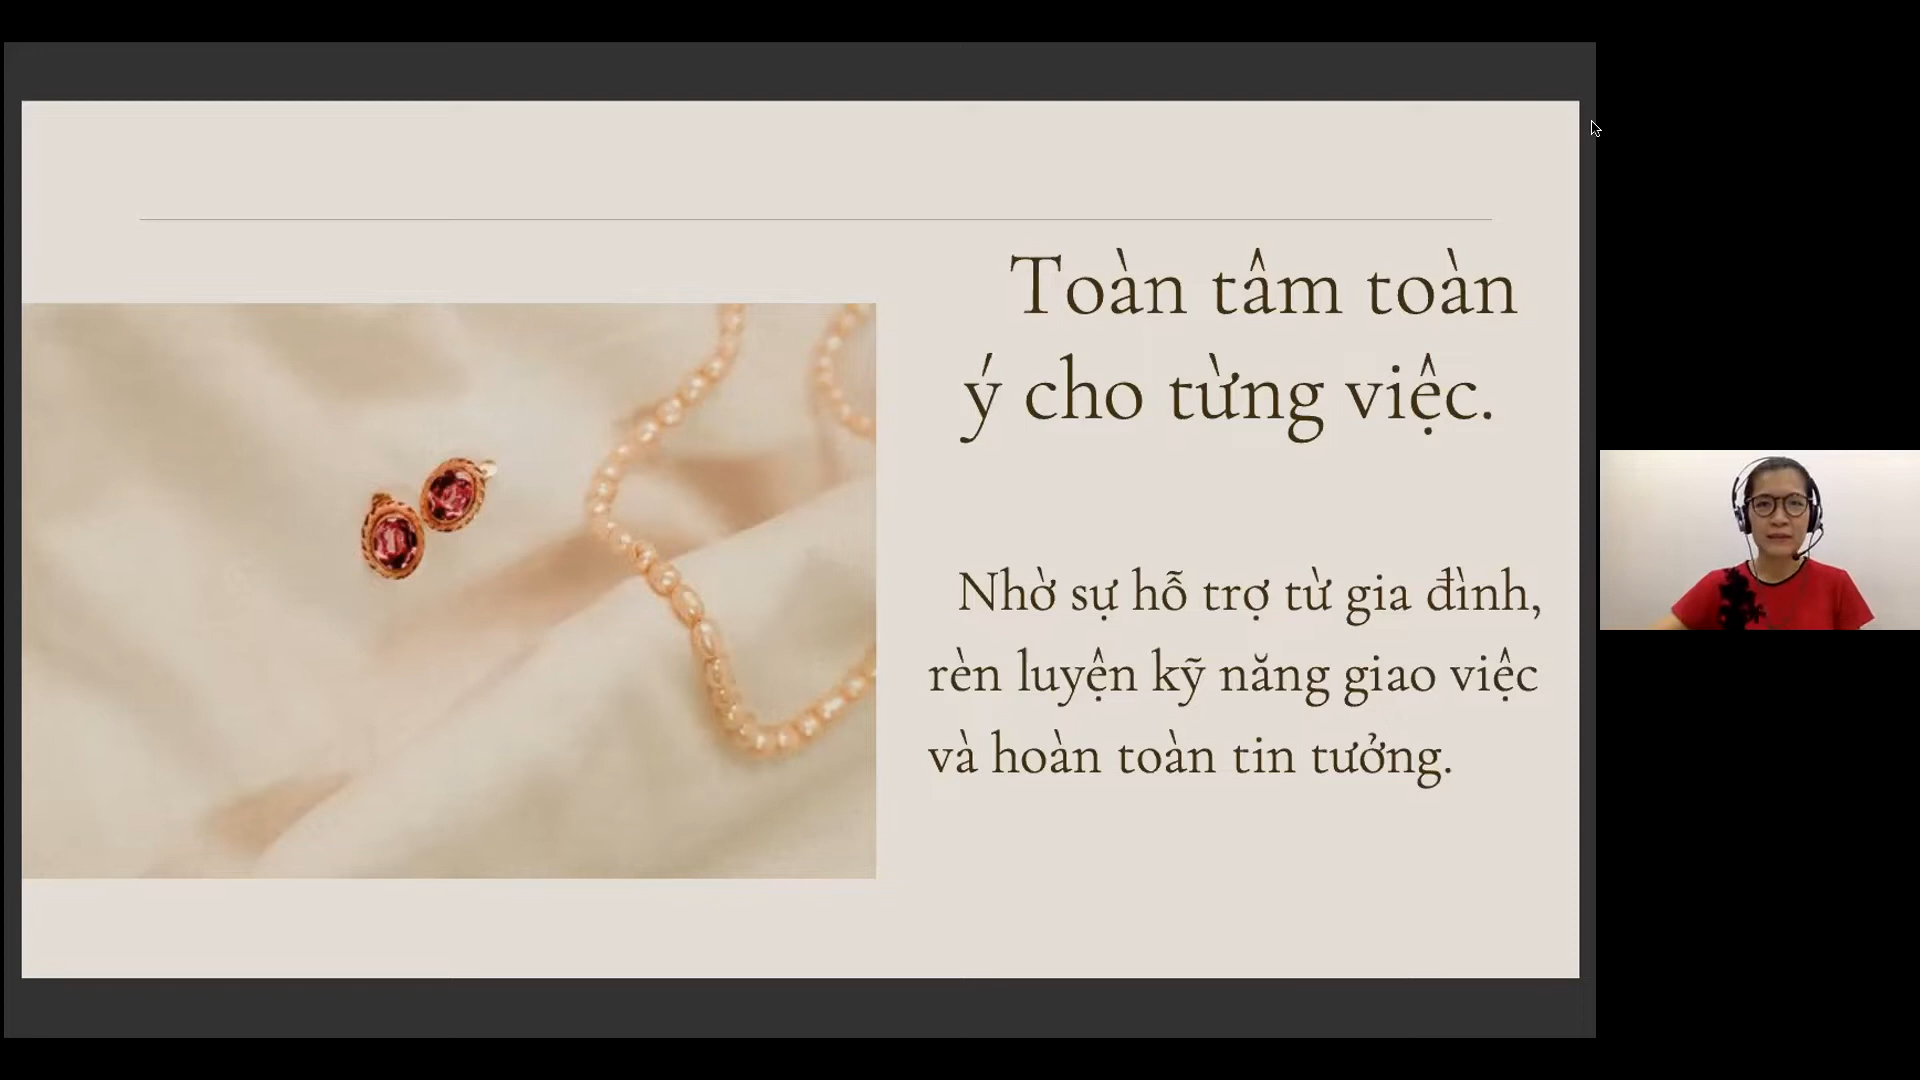 Toàn tâm toàn
ý cho từng việc.
Nhờ sự hỗ trợ từ gia đình,
rèn luyện kỹ năng giao việc
và hoàn toàn tin tưởng.